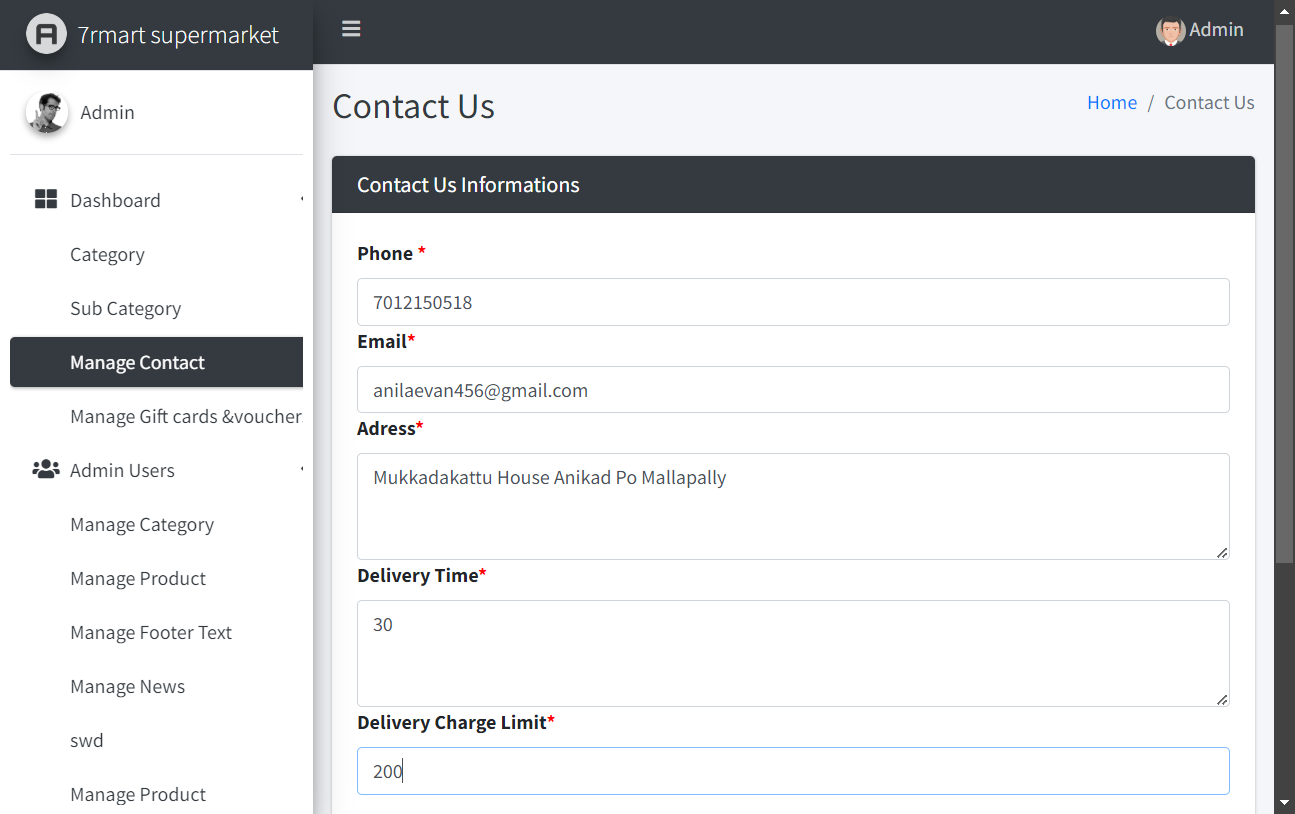 7rmart supermarket
Admin
Admin
Dashboard
Category
Sub Category
Manage Contact
Manage Gift cards &voucher
Admin Users
Manage Category
Manage Product
Manage Footer Text
Manage News
swd
Manage Product
Contact Us
Home / Contact Us
Contact Us Informations
Phone *
7012150518
Email*
anilaevan456@gmail.com
Adress*
Mukkadakattu House Anikad Po Mallapally
Delivery Time*
30
Delivery Charge Limit*
200